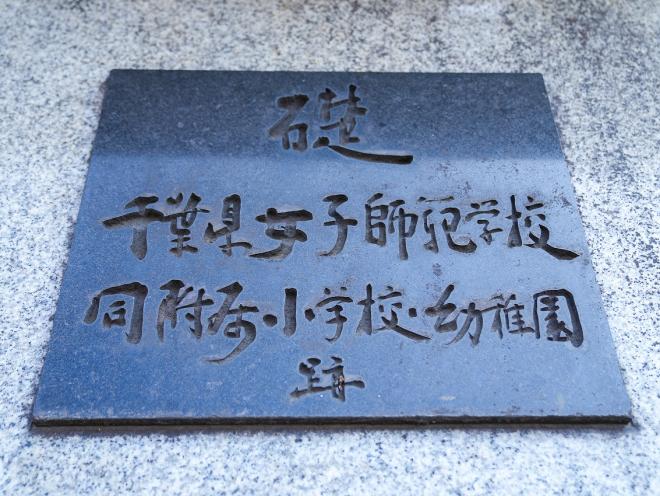 礎
千葉県女子師範学校
同附属・小学校・幼稚園
跡